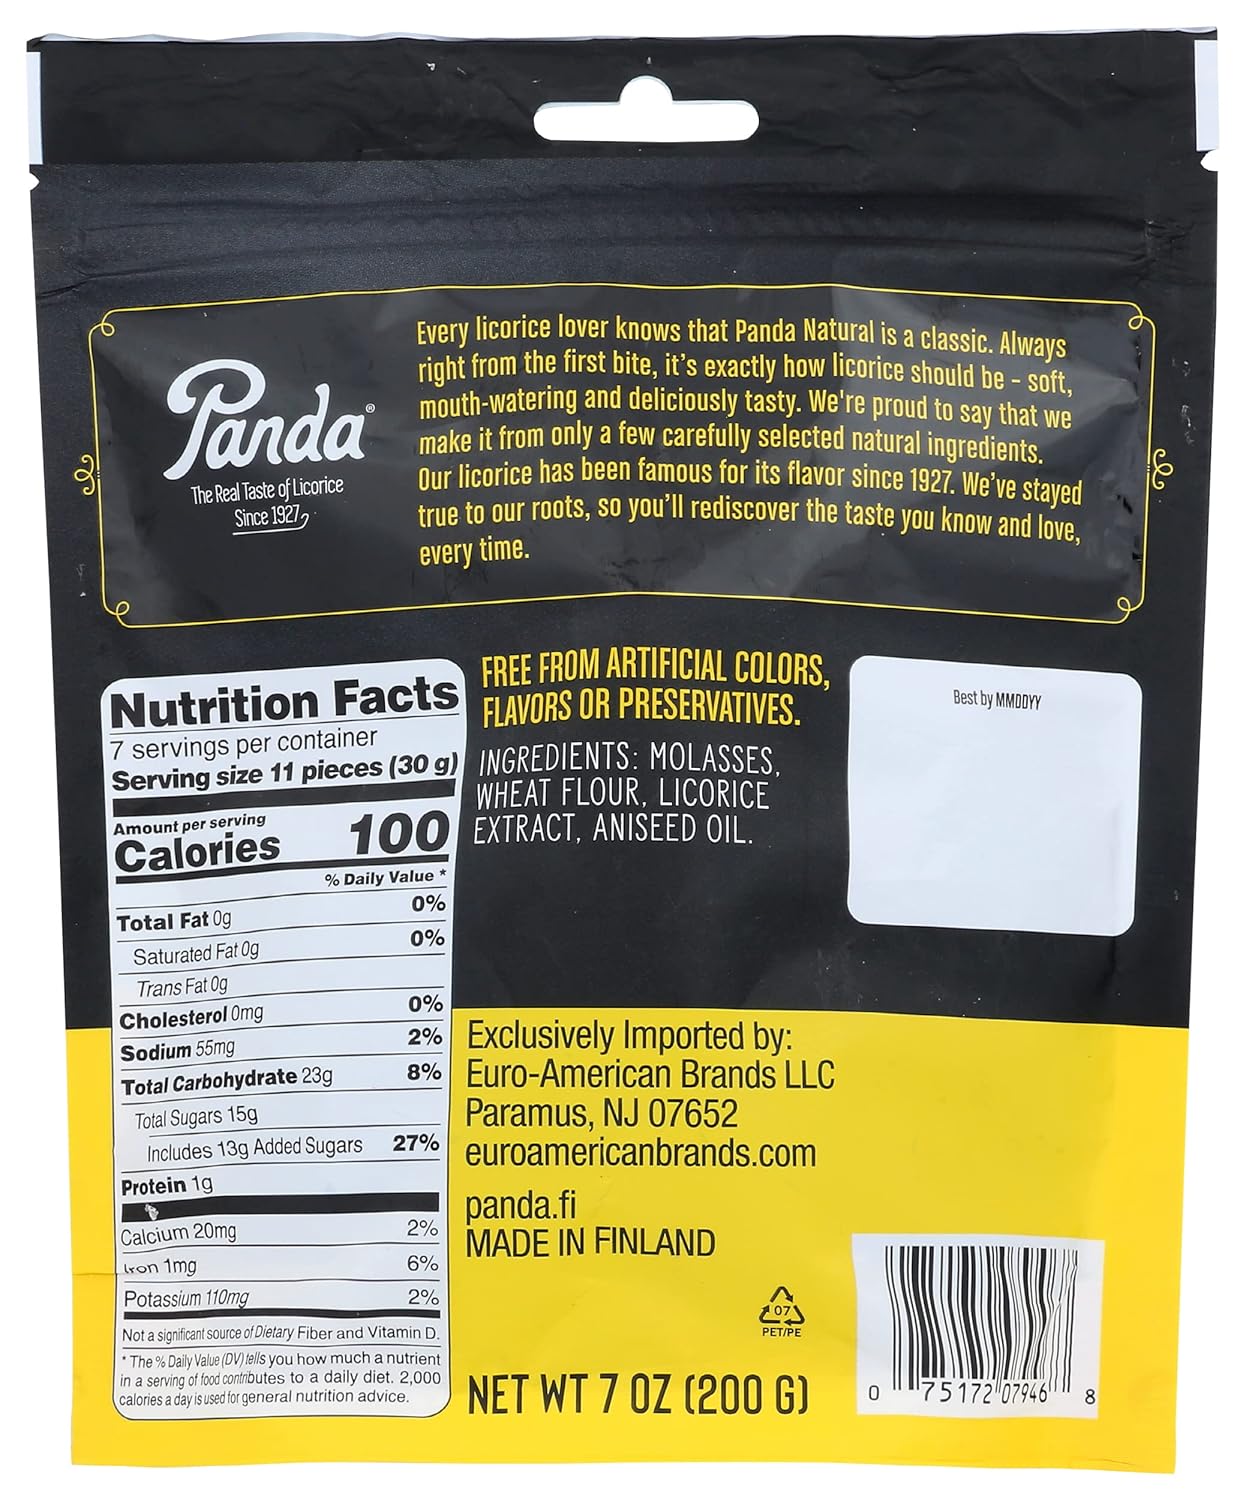 Panda®
The Real Taste of Licorice
Since 1927
Every licorice lover knows that Panda Natural is a classic. Always
right from the first bite, it's exactly how licorice should be - soft,
mouth-watering and deliciously tasty. We're proud to say that we
make it from only a few carefully selected natural ingredients.
Our licorice has been famous for its flavor since 1927. We've stayed
true to our roots, so you'll rediscover the taste you know and love,
every time.
Nutrition Facts
7 servings per container
Serving size 11 pieces (30 g)
Amount per serving
Calories 100
% Daily Value *
Total Fat 0g 0%
Saturated Fat 0g 0%
Trans Fat 0g
Cholesterol 0mg 0%
Sodium 55mg 2%
Total Carbohydrate 23g 8%
Total Sugars 15g
Includes 13g Added Sugars 27%
Protein 1g
Calcium 20mg 2%
Iron 1mg 6%
Potassium 110mg 2%
Not a significant source of Dietary Fiber and Vitamin D.
* The % Daily Value (DV) tells you how much a nutrient
in a serving of food contributes to a daily diet. 2,000
calories a day is used for general nutrition advice.
FREE FROM ARTIFICIAL COLORS,
FLAVORS OR PRESERVATIVES.
INGREDIENTS: MOLASSES,
WHEAT FLOUR, LICORICE
EXTRACT, ANISEED OIL.
Best by MMDDYY
Exclusively Imported by:
Euro-American Brands LLC
Paramus, NJ 07652
euroamericanbrands.com
panda.fi
MADE IN FINLAND
07
PET/PE
NET WT 7 OZ (200 G)
0 75172 07946 8